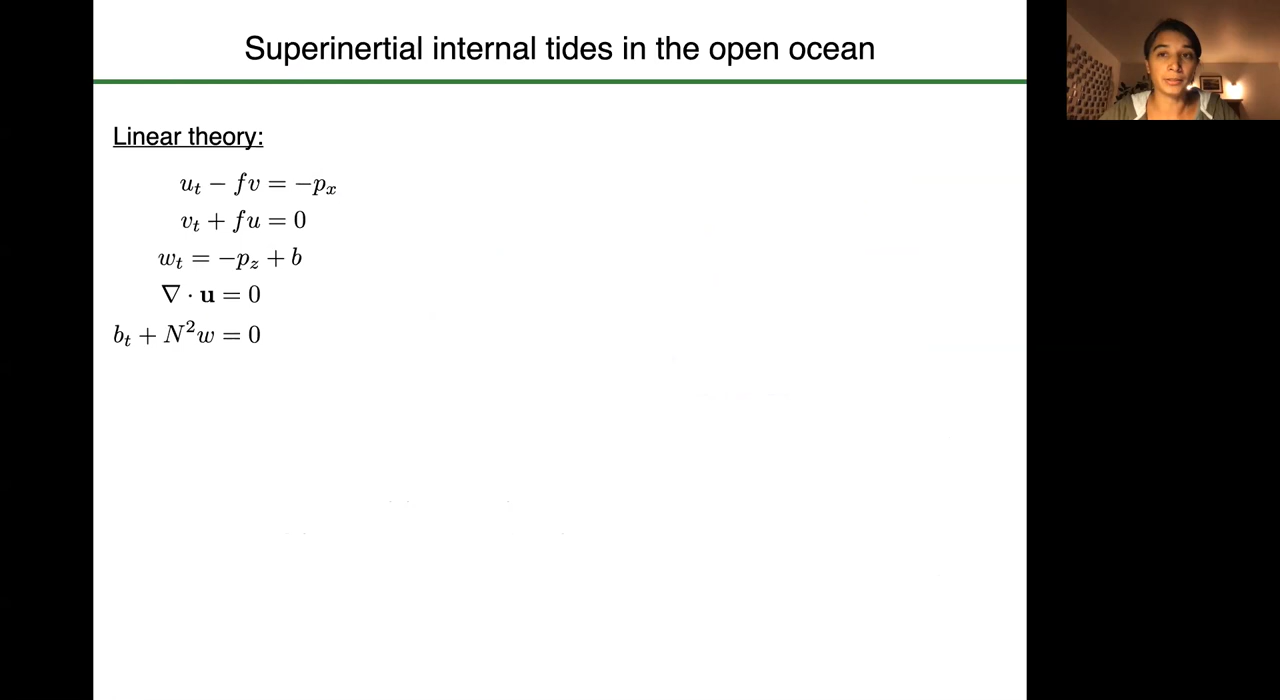 Superinertial internal tides in the open ocean
Linear theory:
u_t − fv = −p_x
v_t + fu = 0
w_t = −p_z + b
∇ · **u** = 0
b_t + N²w = 0